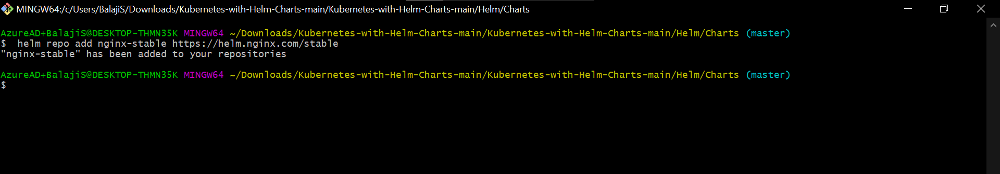 MINGW64:/c/Users/BalajiS/Downloads/Kubernetes-with-Helm-Charts-main/Kubernetes-with-Helm-Charts-main/Helm/Charts
AzureAD+BalajiS@DESKTOP-THMN35K MINGW64 ~/Downloads/Kubernetes-with-Helm-Charts-main/Kubernetes-with-Helm-Charts-main/Helm/Charts (master)
$  helm repo add nginx-stable https://helm.nginx.com/stable
"nginx-stable" has been added to your repositories
AzureAD+BalajiS@DESKTOP-THMN35K MINGW64 ~/Downloads/Kubernetes-with-Helm-Charts-main/Kubernetes-with-Helm-Charts-main/Helm/Charts (master)
$